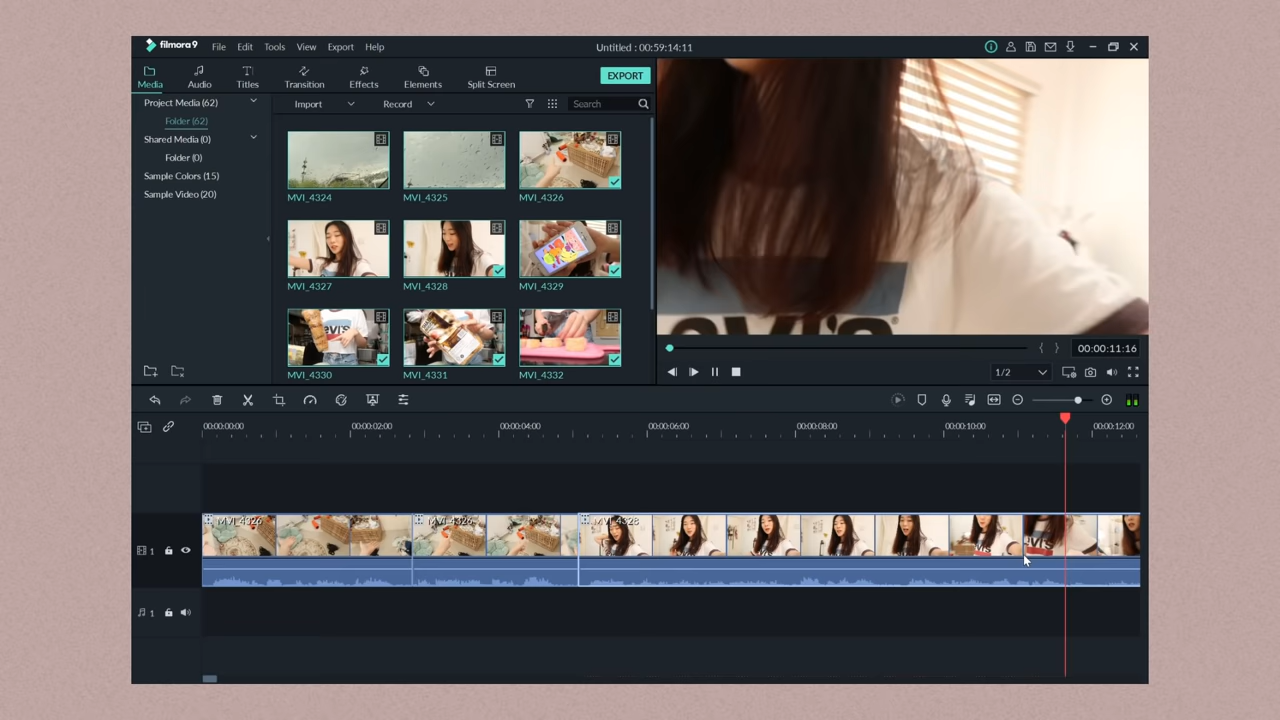 filmora9 File Edit Tools View Export Help Untitled : 00:59:14:11
Media Audio Titles Transition Effects Elements Split Screen EXPORT
Project Media (62)
Folder (62)
Shared Media (0)
Folder (0)
Sample Colors (15)
Sample Video (20)
Import Record Search
MVI_4324 MVI_4325 MVI_4326
MVI_4327 MVI_4328 MVI_4329
MVI_4330 MVI_4331 MVI_4332
00:00:11:16
1/2
00:00:00:00 00:00:02:00 00:00:04:00 00:00:06:00 00:00:08:00 00:00:10:00 00:00:12:00
MVI_4326 MVI_4326 MVI_4328
1
1